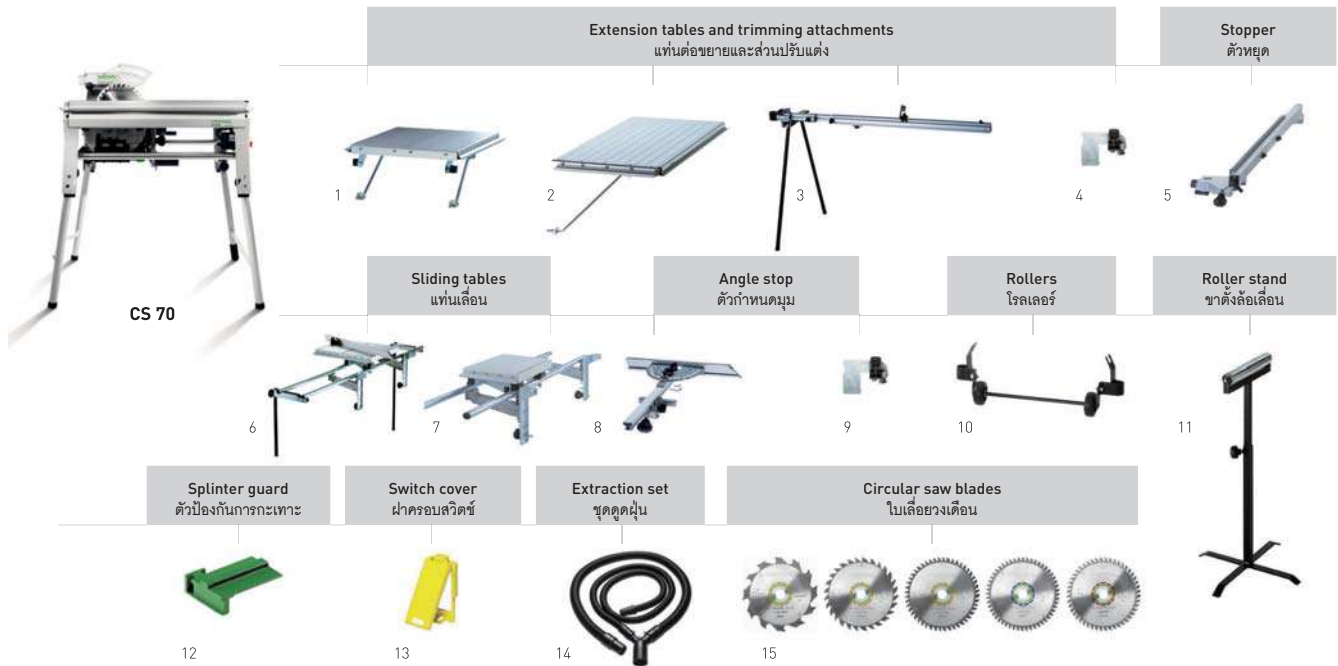 Extension tables and trimming attachments
แท่นต่อขยายและส่วนปรับแต่ง
Stopper
ตัวหยุด
1
2
3
4
5
CS 70
Sliding tables
แท่นเลื่อน
Angle stop
ตัวกำหนดมุม
Rollers
โรลเลอร์
Roller stand
ขาตั้งล้อเลื่อน
6
7
8
9
10
11
Splinter guard
ตัวป้องกันการกะเทาะ
Switch cover
ฝาครอบสวิตช์
Extraction set
ชุดดูดฝุ่น
Circular saw blades
ใบเลื่อยวงเดือน
12
13
14
15